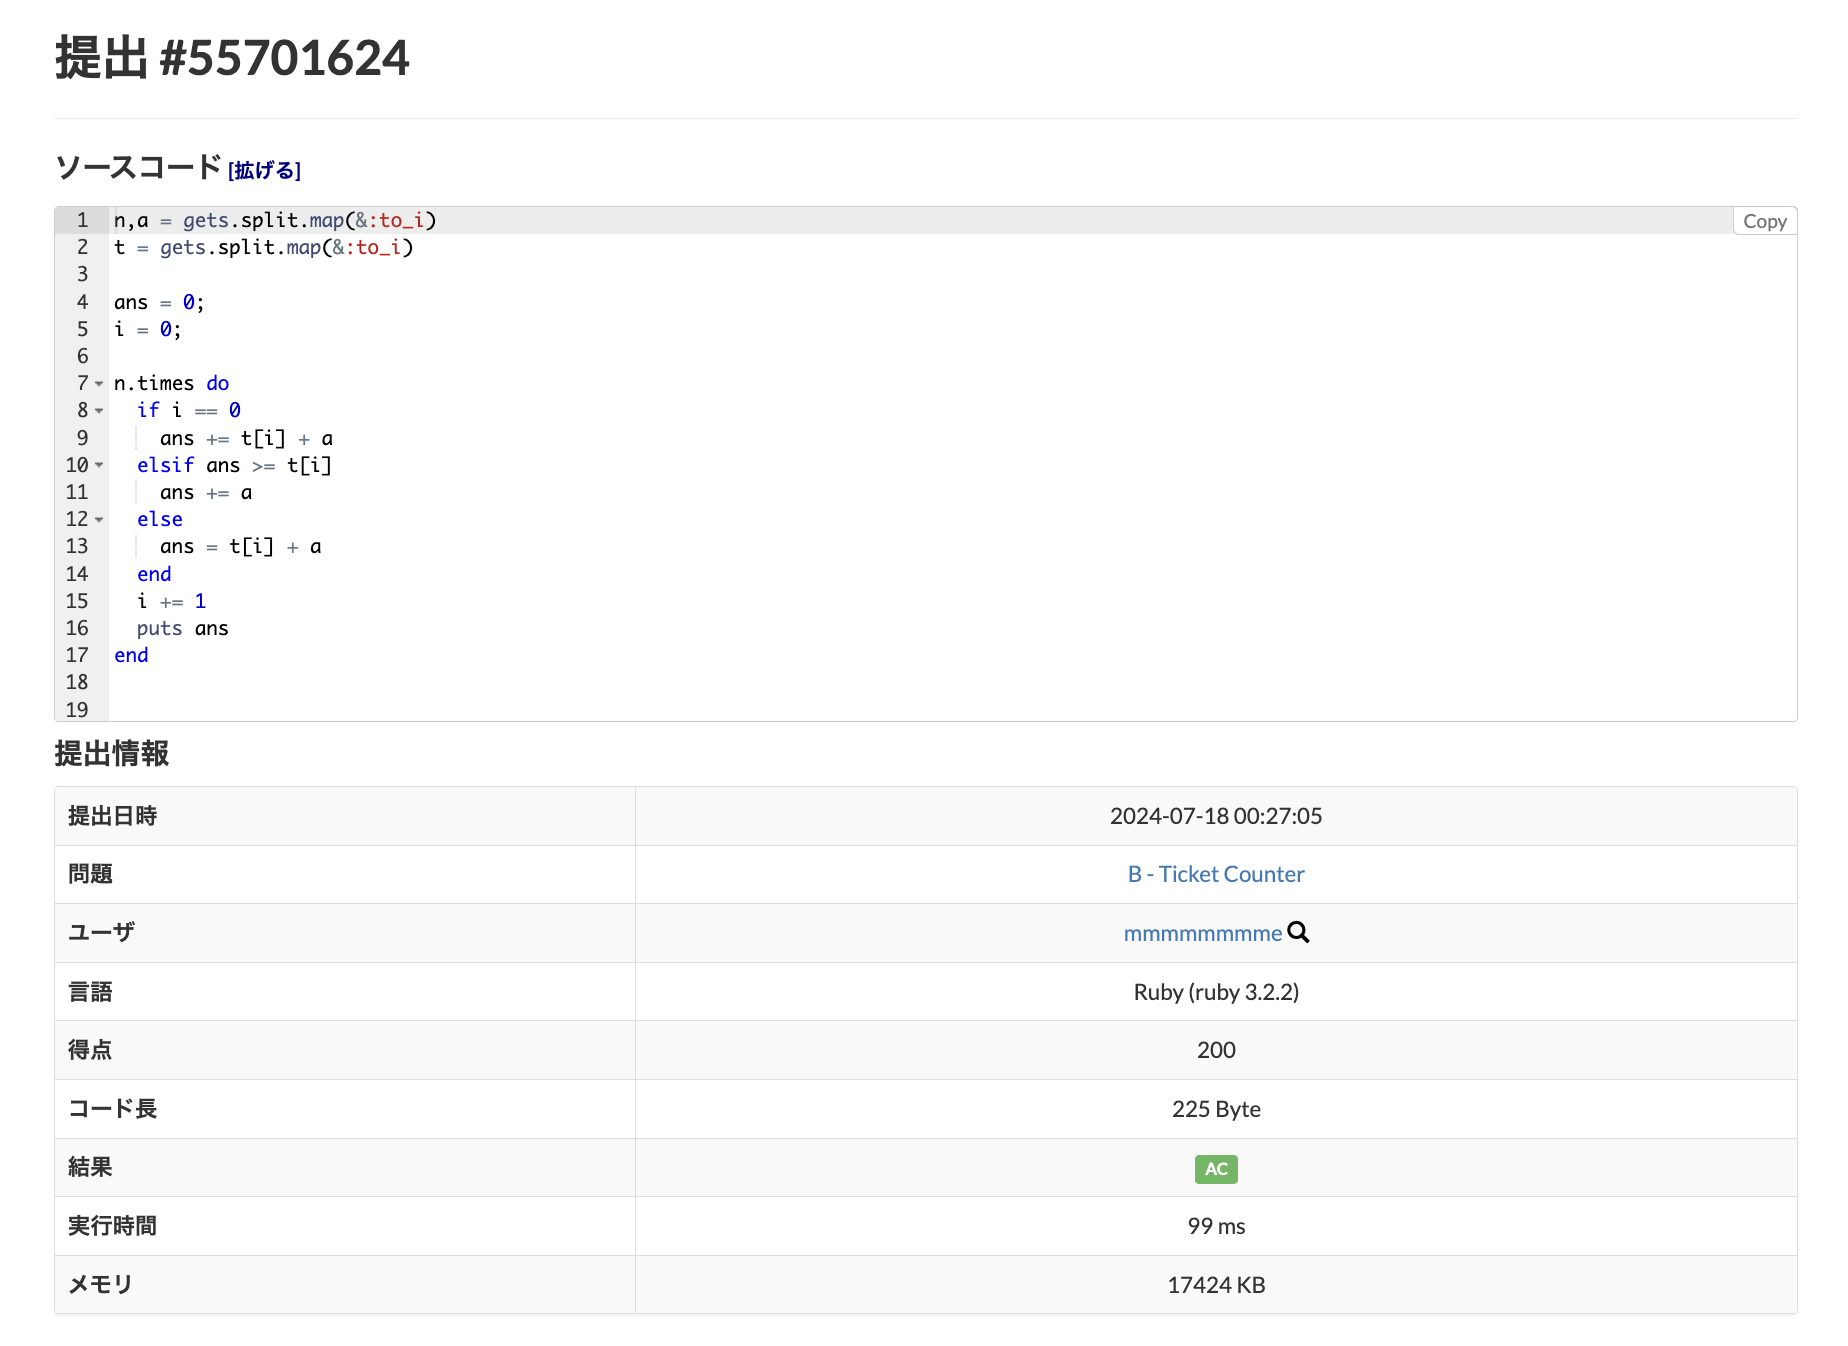 提出 #55701624
ソースコード [拡げる]
Copy
1 n,a = gets.split.map(&:to_i)
2 t = gets.split.map(&:to_i)
3
4 ans = 0;
5 i = 0;
6
7 n.times do
8   if i == 0
9     ans += t[i] + a
10   elsif ans >= t[i]
11     ans += a
12   else
13     ans = t[i] + a
14   end
15   i += 1
16   puts ans
17 end
18
19
提出情報
提出日時 2024-07-18 00:27:05
問題 B - Ticket Counter
ユーザ mmmmmmmme
言語 Ruby (ruby 3.2.2)
得点 200
コード長 225 Byte
結果 AC
実行時間 99 ms
メモリ 17424 KB